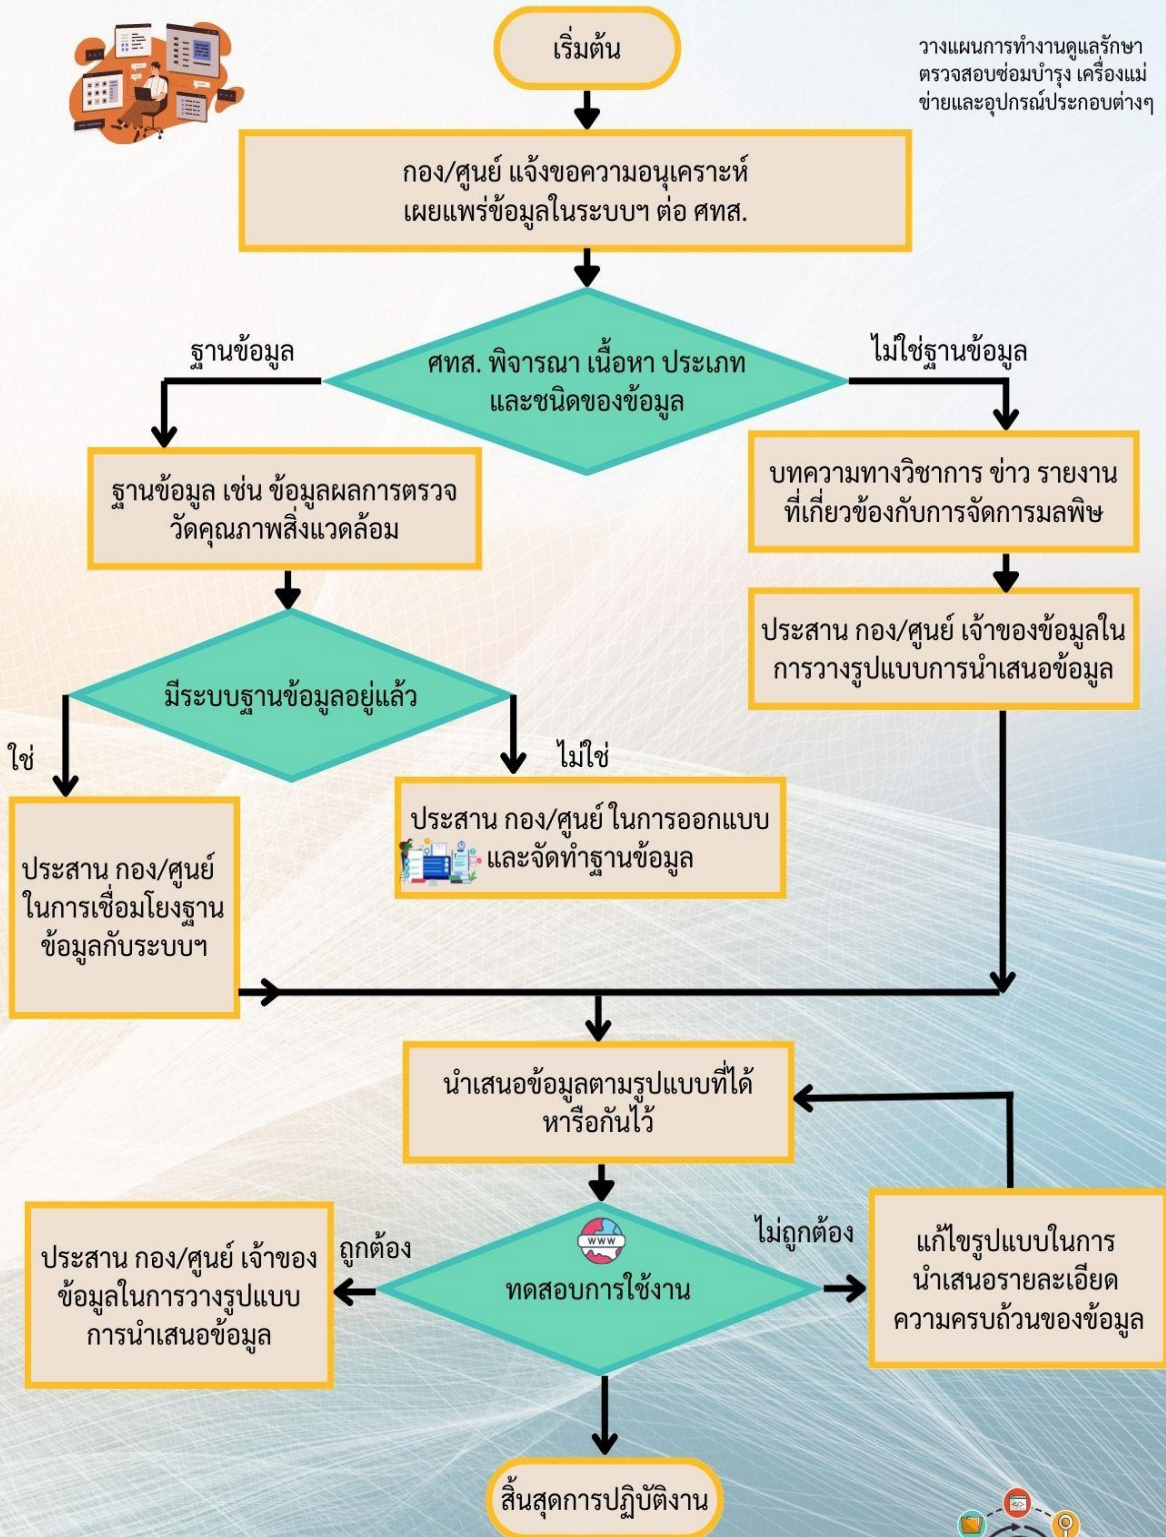 เริ่มต้น
วางแผนการทำงานดูแลรักษา
ตรวจสอบซ่อมบำรุง เครื่องแม่
ข่ายและอุปกรณ์ประกอบต่างๆ
กอง/ศูนย์ แจ้งขอความอนุเคราะห์
เผยแพร่ข้อมูลในระบบฯ ต่อ ศทส.
ฐานข้อมูล
ศทส. พิจารณา เนื้อหา ประเภท
และชนิดของข้อมูล
ไม่ใช่ฐานข้อมูล
ฐานข้อมูล เช่น ข้อมูลผลการตรวจ
วัดคุณภาพสิ่งแวดล้อม
บทความทางวิชาการ ข่าว รายงาน
ที่เกี่ยวข้องกับการจัดการมลพิษ
ประสาน กอง/ศูนย์ เจ้าของข้อมูลใน
การวางรูปแบบการนำเสนอข้อมูล
มีระบบฐานข้อมูลอยู่แล้ว
ใช่
ไม่ใช่
ประสาน กอง/ศูนย์ ในการออกแบบ
และจัดทำฐานข้อมูล
ประสาน กอง/ศูนย์
ในการเชื่อมโยงฐาน
ข้อมูลกับระบบฯ
นำเสนอข้อมูลตามรูปแบบที่ได้
หารือกันไว้
ถูกต้อง
ไม่ถูกต้อง
WWW
ทดสอบการใช้งาน
ประสาน กอง/ศูนย์ เจ้าของ
ข้อมูลในการวางรูปแบบ
การนำเสนอข้อมูล
แก้ไขรูปแบบในการ
นำเสนอรายละเอียด
ความครบถ้วนของข้อมูล
สิ้นสุดการปฏิบัติงาน